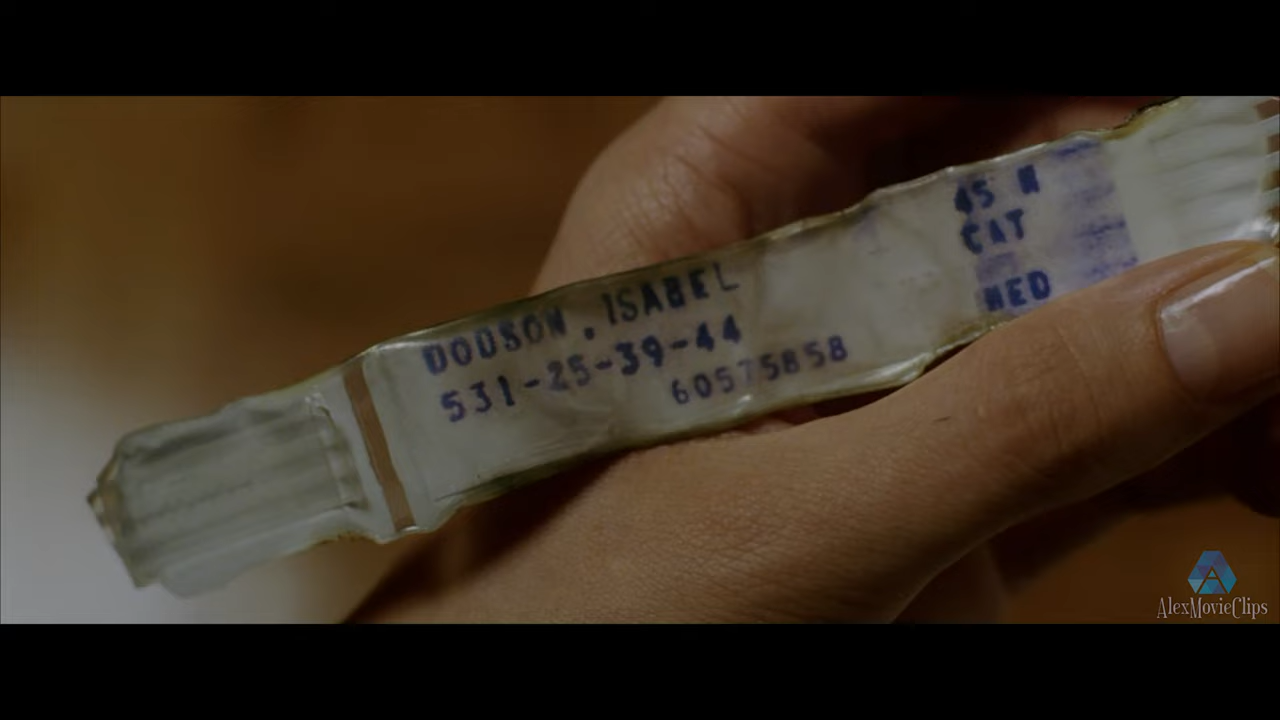 DODSON, ISABEL
531-25-39-44
60575858
45 N
CAT
MED
AlexMovieClips